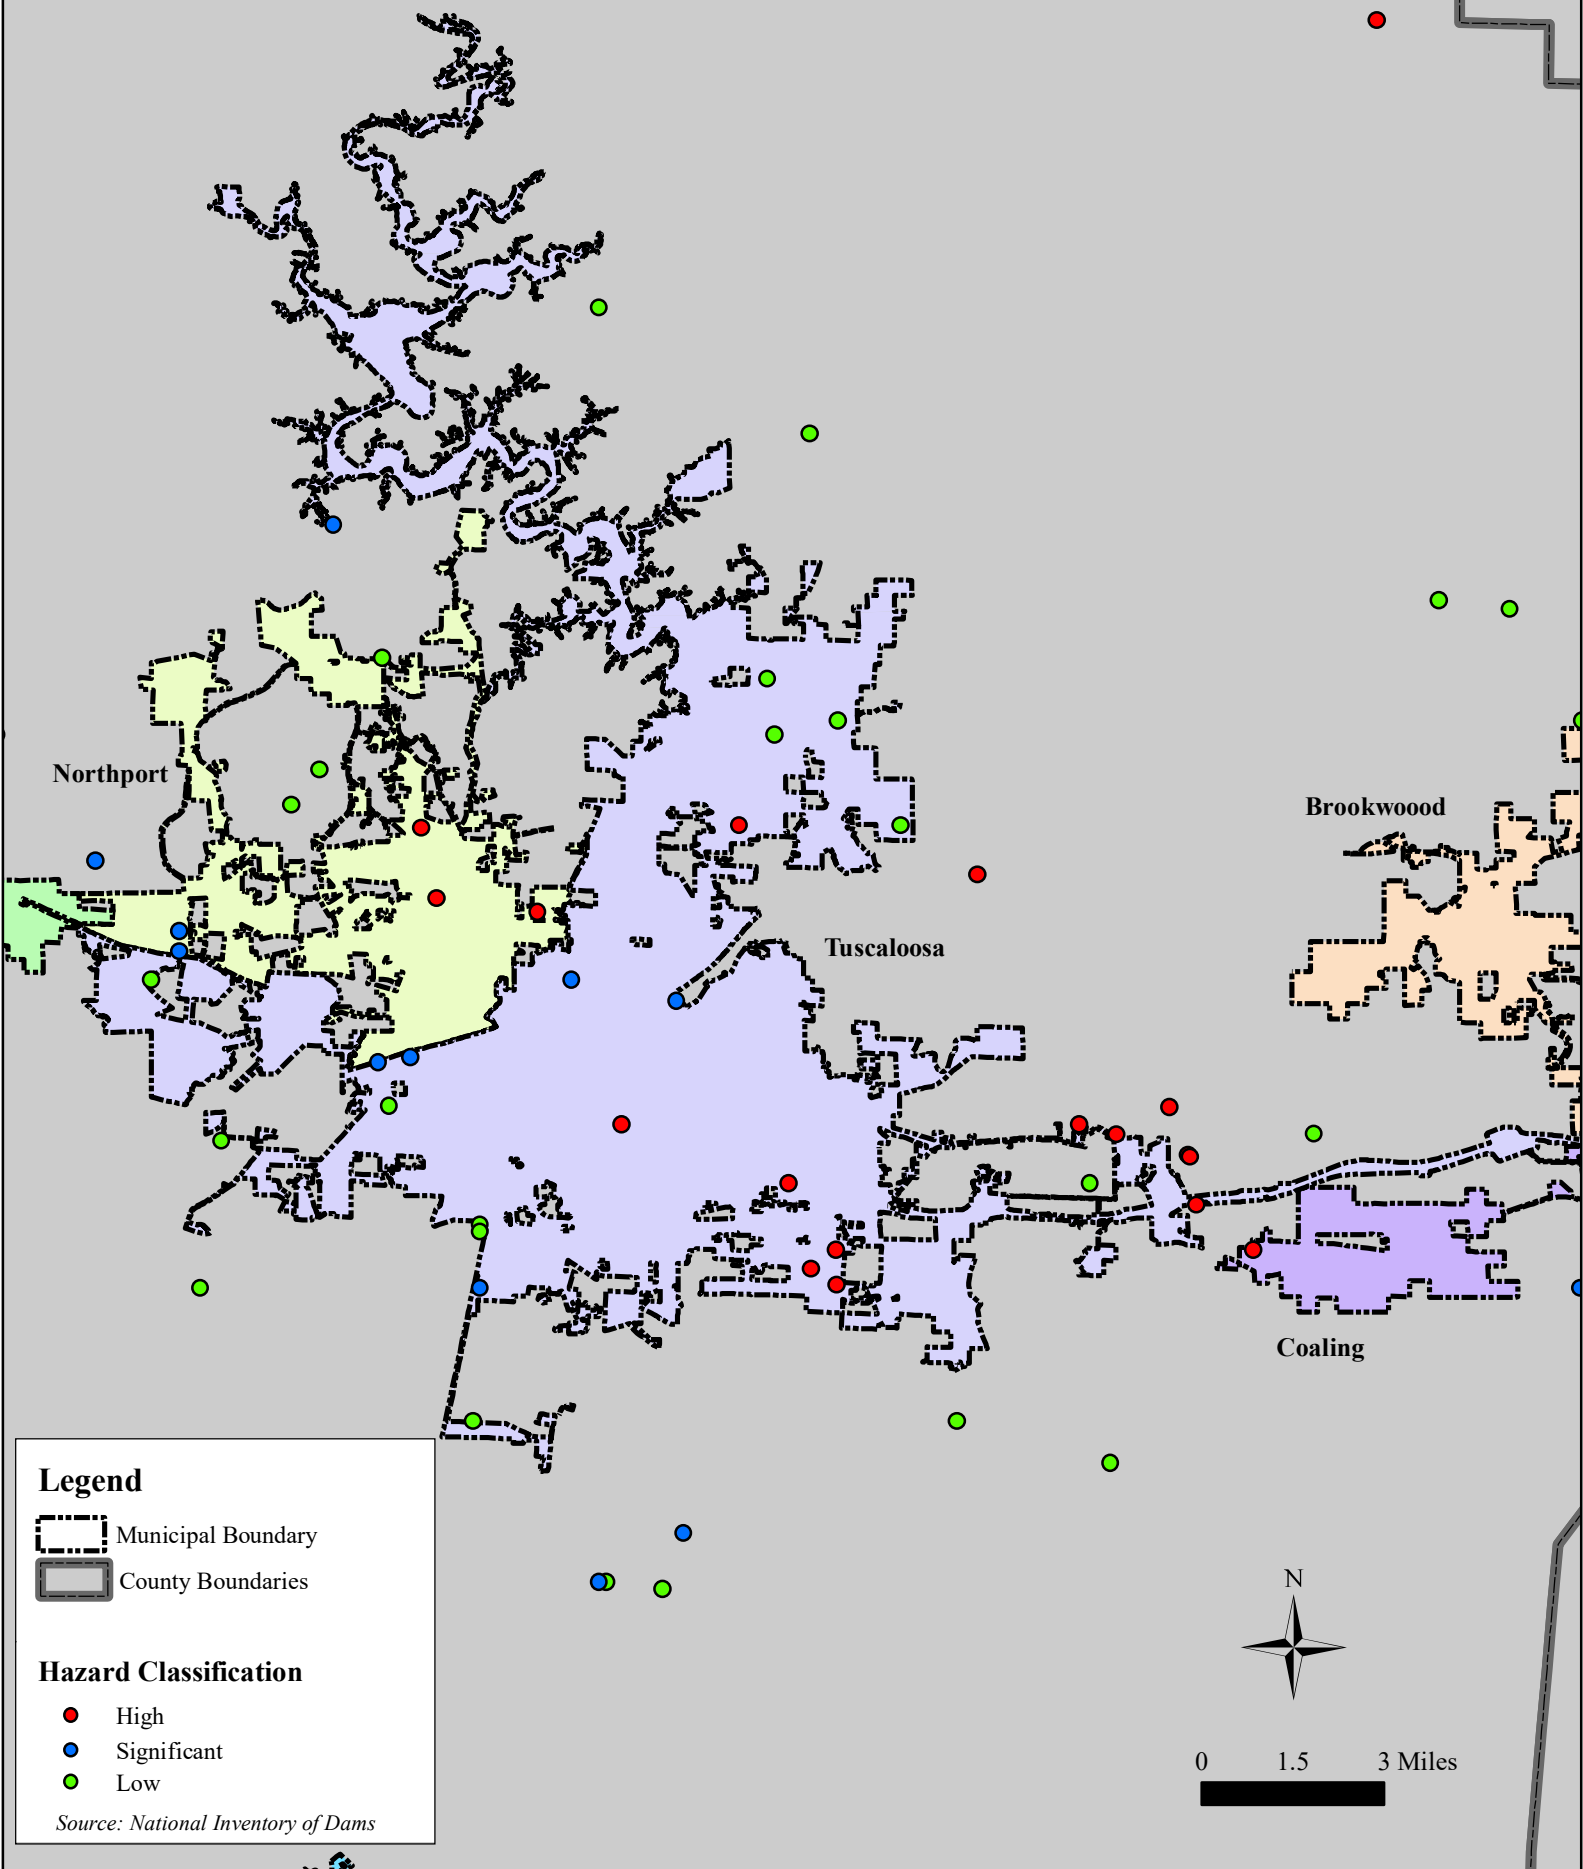 Northport
Brookwoood
Tuscaloosa
Coaling
Legend
Municipal Boundary
County Boundaries
Hazard Classification
High
Significant
Low
Source: National Inventory of Dams
N
0 1.5 3 Miles